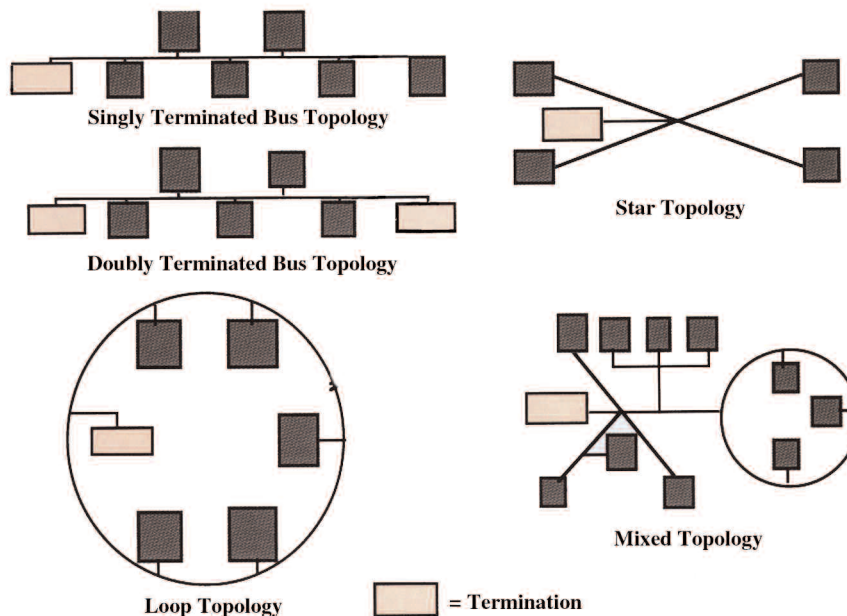 Singly Terminated Bus Topology
Star Topology
Doubly Terminated Bus Topology
Mixed Topology
Loop Topology
= Termination